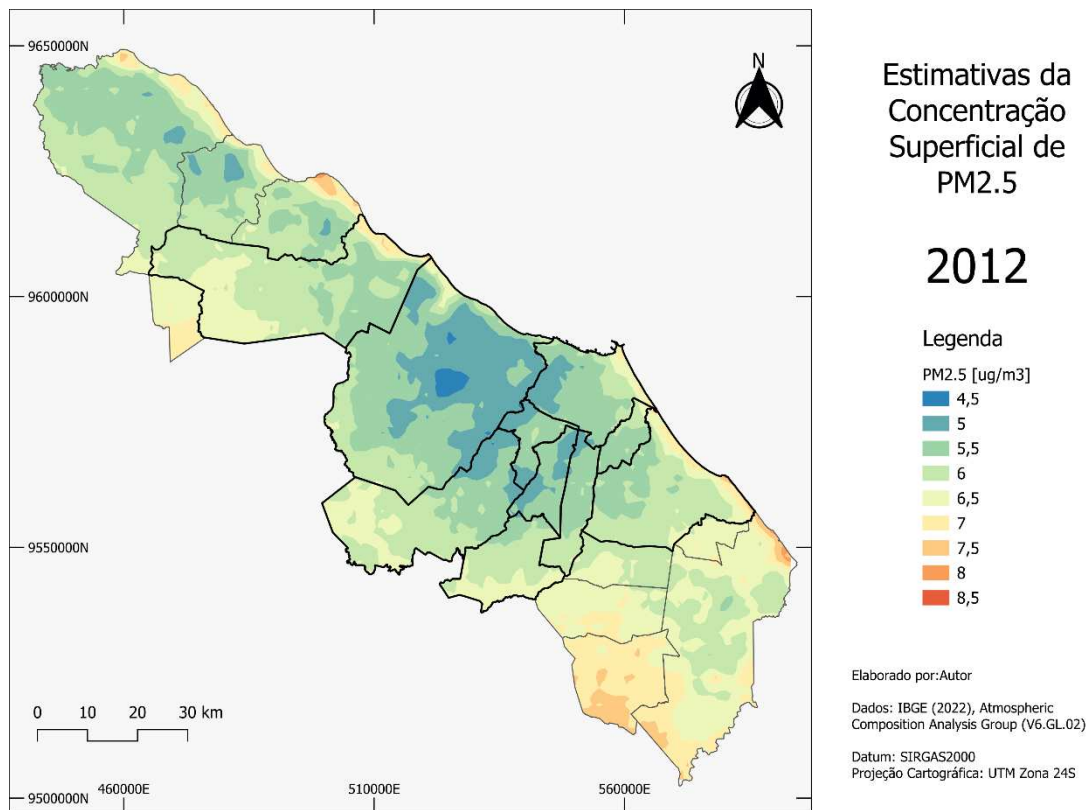 9650000N
9600000N
9550000N
9500000N
460000E
510000E
560000E
N
0 10 20 30 km
Estimativas da
Concentração
Superficial de
PM2.5
2012
Legenda
PM2.5 [ug/m3]
4,5
5
5,5
6
6,5
7
7,5
8
8,5
Elaborado por:Autor
Dados: IBGE (2022), Atmospheric
Composition Analysis Group (V6.GL.02)
Datum: SIRGAS2000
Projeção Cartográfica: UTM Zona 24S